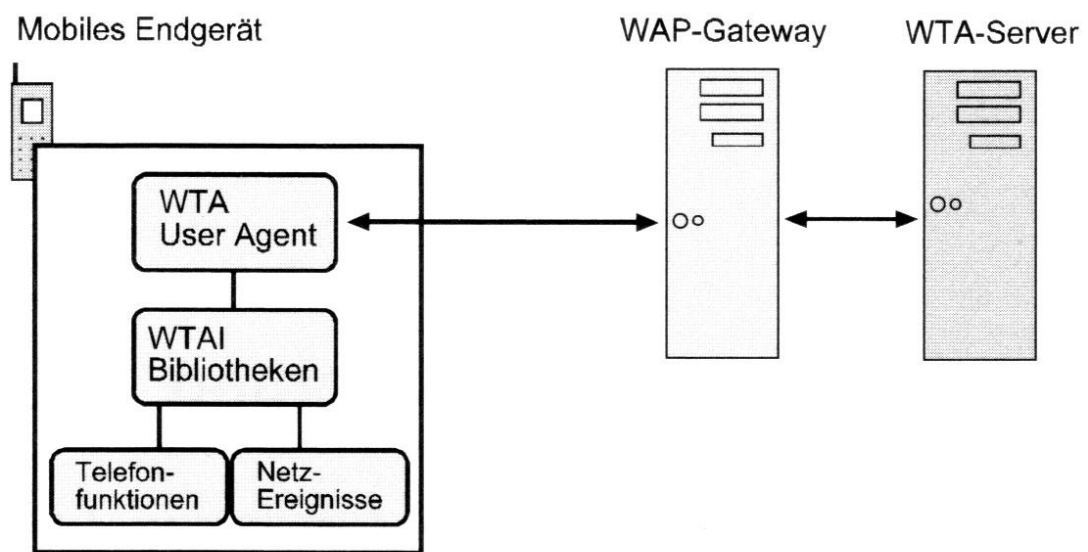 Mobiles Endgerät
WAP-Gateway
WTA-Server
WTA
User Agent
WTAI
Bibliotheken
Telefon-
funktionen
Netz-
Ereignisse